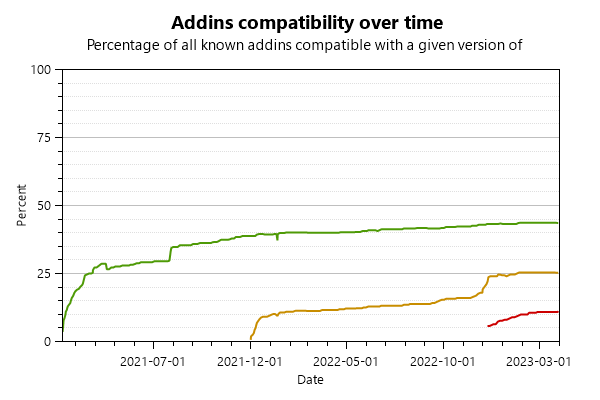 Addins compatibility over time
Percentage of all known addins compatible with a given version of
100
75
50
25
0
Percent
2021-07-01 2021-12-01 2022-05-01 2022-10-01 2023-03-01
Date